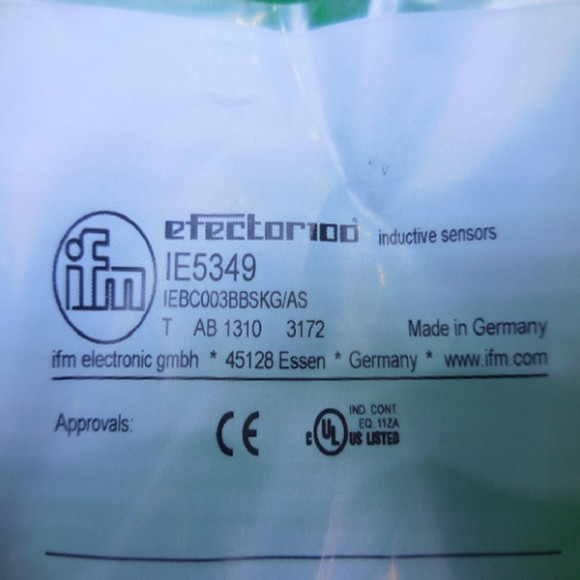 ifm
efector100 inductive sensors
IE5349
IEBC003BBSKG/AS
T AB 1310 3172 Made in Germany
ifm electronic gmbh * 45128 Essen * Germany * www.ifm.com
Approvals: CE c UL US LISTED
IND. CONT. EQ. 11ZA